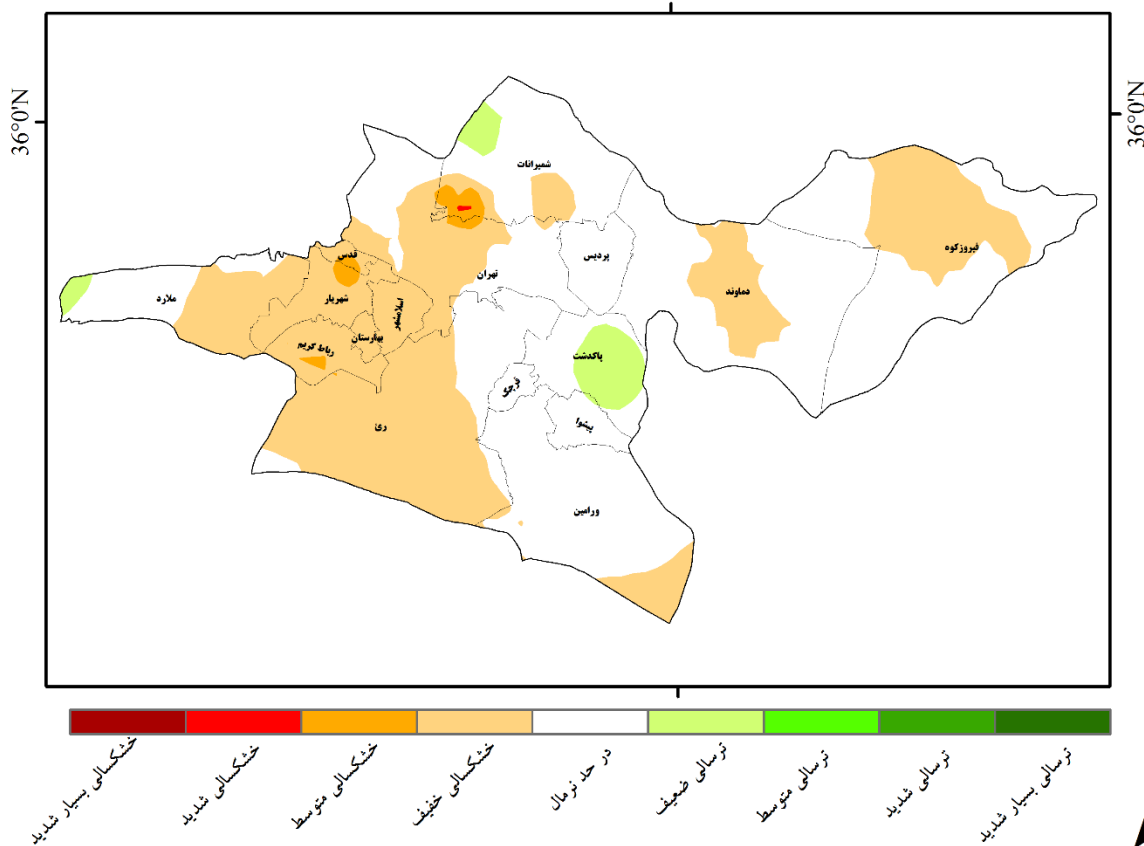 36°0'N
36°0'N
شمیرانات
فیروزکوه
پردیس
قدس
تهران
دماوند
ملارد
شهریار
اسلامشهر
بهارستان
رباط کریم
پاکدشت
قرچک
پیشوا
ری
ورامین
خشکسالی بسیار شدید
خشکسالی شدید
خشکسالی متوسط
خشکسالی خفیف
در حد نرمال
ترسالی ضعیف
ترسالی متوسط
ترسالی شدید
ترسالی بسیار شدید